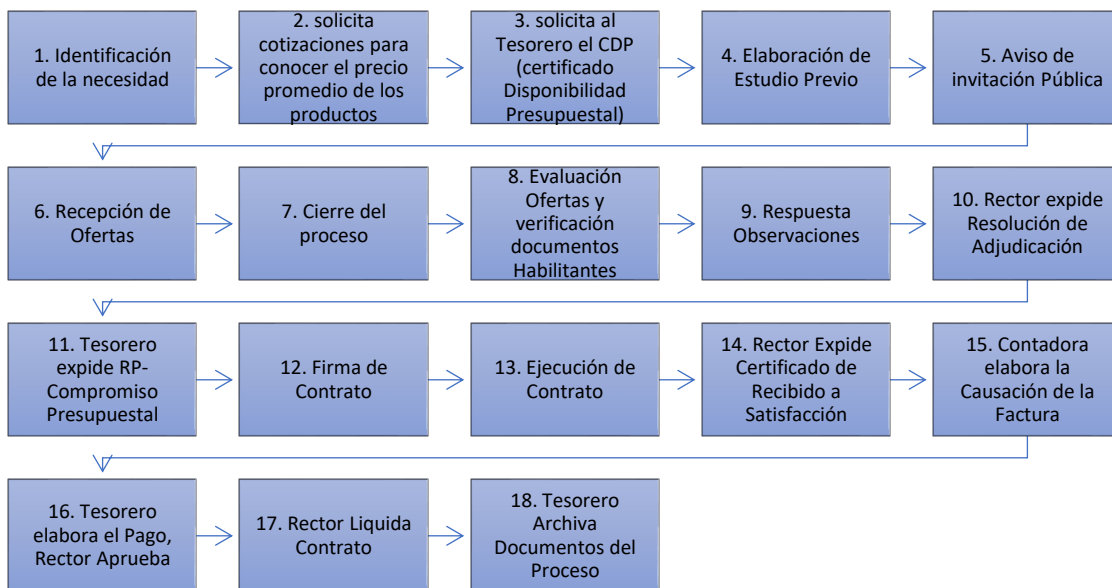 1. Identificación
de la necesidad
2. solicita
cotizaciones para
conocer el precio
promedio de los
productos
3. solicita al
Tesorero el CDP
(certificado
Disponibilidad
Presupuestal)
4. Elaboración de
Estudio Previo
5. Aviso de
invitación Pública
6. Recepción de
Ofertas
7. Cierre del
proceso
8. Evaluación
Ofertas y
verificación
documentos
Habilitantes
9. Respuesta
Observaciones
10. Rector expide
Resolución de
Adjudicación
11. Tesorero
expide RP-
Compromiso
Presupuestal
12. Firma de
Contrato
13. Ejecución de
Contrato
14. Rector Expide
Certificado de
Recibido a
Satisfacción
15. Contadora
elabora la
Causación de la
Factura
16. Tesorero
elabora el Pago,
Rector Aprueba
17. Rector Liquida
Contrato
18. Tesorero
Archiva
Documentos del
Proceso